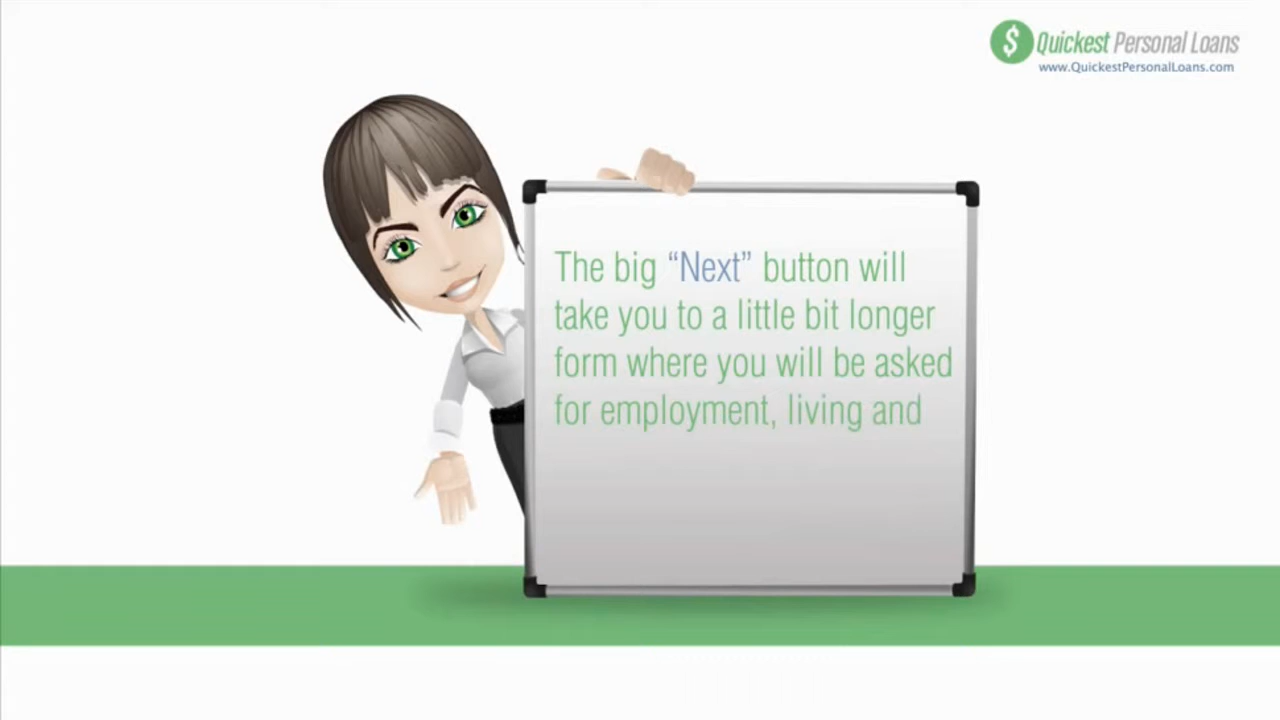 $ Quickest Personal Loans
www.QuickestPersonalLoans.com
The big “Next” button will
take you to a little bit longer
form where you will be asked
for employment, living and